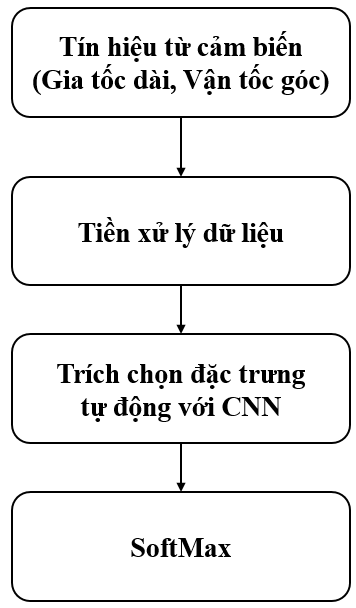 Tín hiệu từ cảm biến
(Gia tốc dài, Vận tốc góc)
Tiền xử lý dữ liệu
Trích chọn đặc trưng
tự động với CNN
SoftMax